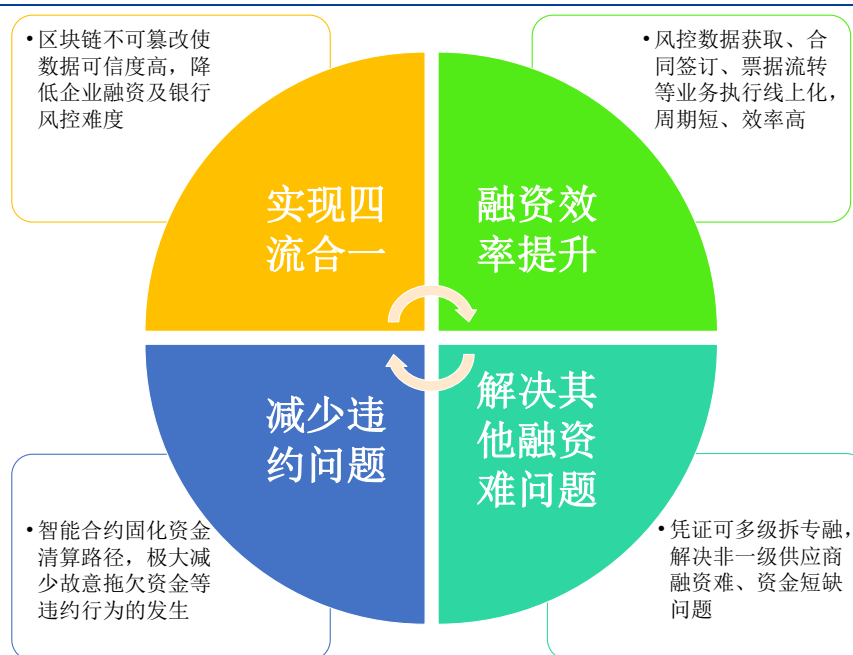 •区块链不可篡改使
数据可信度高，降
低企业融资及银行
风控难度
•风控数据获取、合
同签订、票据流转
等业务执行线上化，
周期短、效率高
实现四
流合一
融资效
率提升
减少违
约问题
解决其
他融资
难问题
•智能合约固化资金
清算路径，极大减
少故意拖欠资金等
违约行为的发生
•凭证可多级拆专融，
解决非一级供应商
融资难、资金短缺
问题